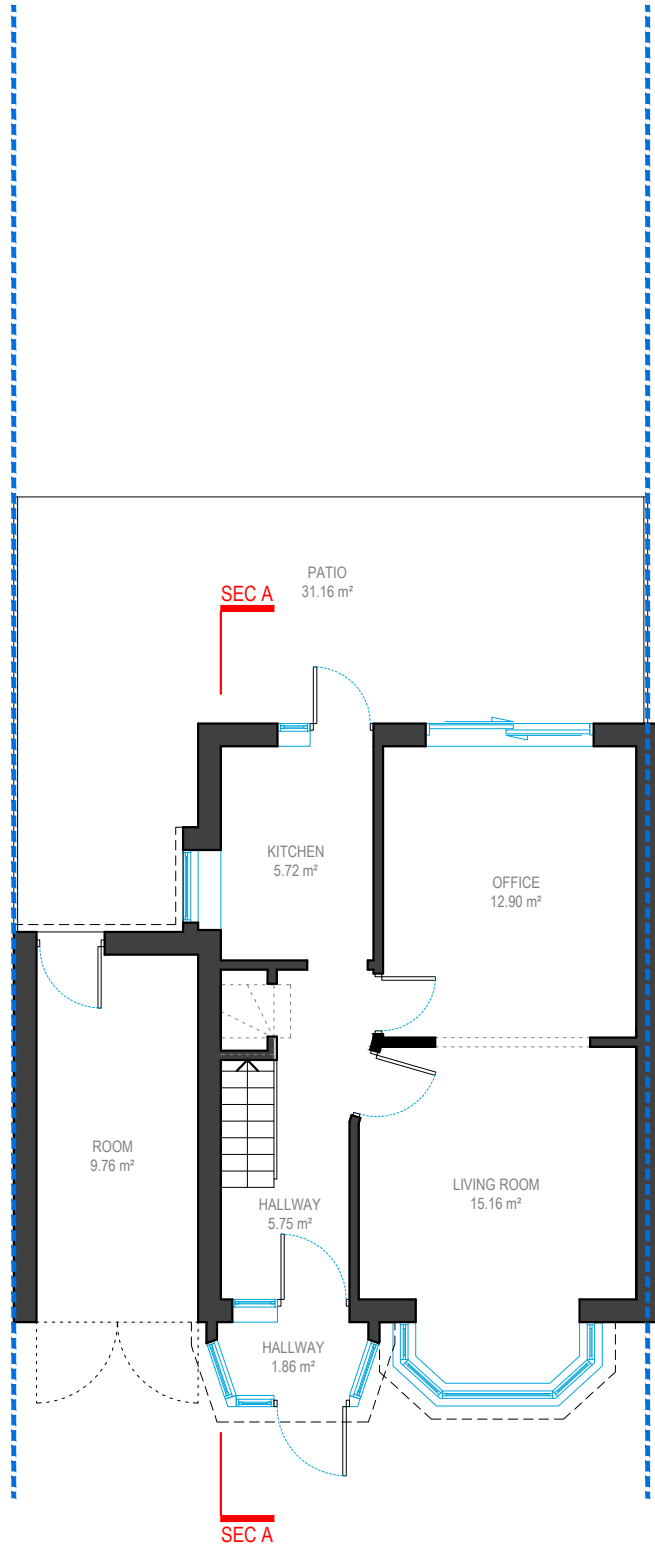 PATIO
31.16 m²
SEC A
KITCHEN
5.72 m²
OFFICE
12.90 m²
ROOM
9.76 m²
LIVING ROOM
15.16 m²
HALLWAY
5.75 m²
HALLWAY
1.86 m²
SEC A